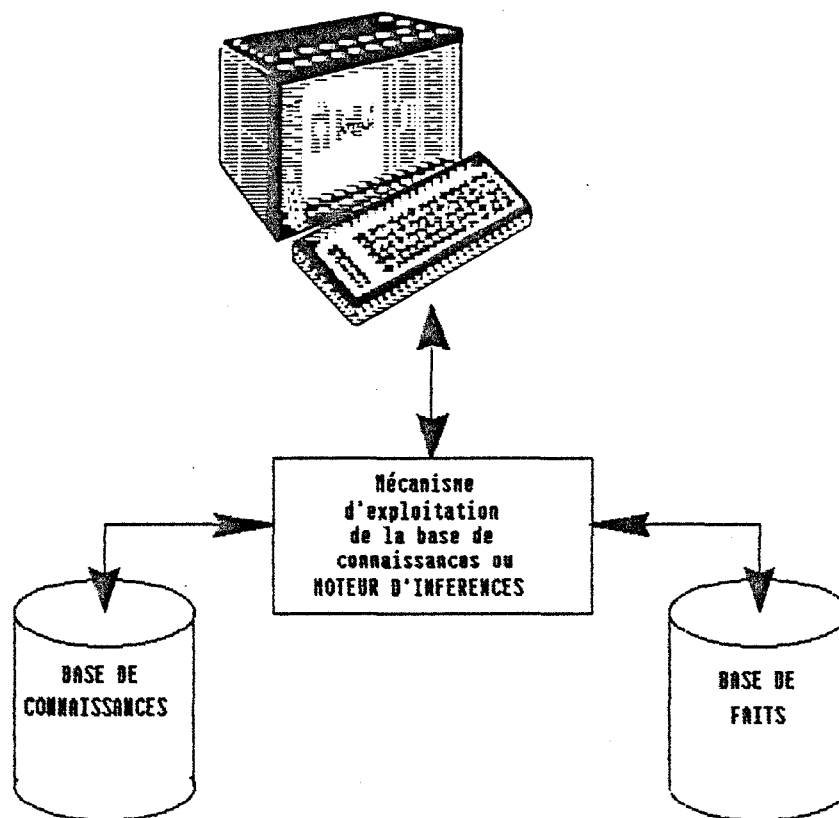 Mécanisme
d'exploitation
de la base de
connaissances ou
MOTEUR D'INFERENCES
BASE DE
CONNAISSANCES
BASE DE
FAITS